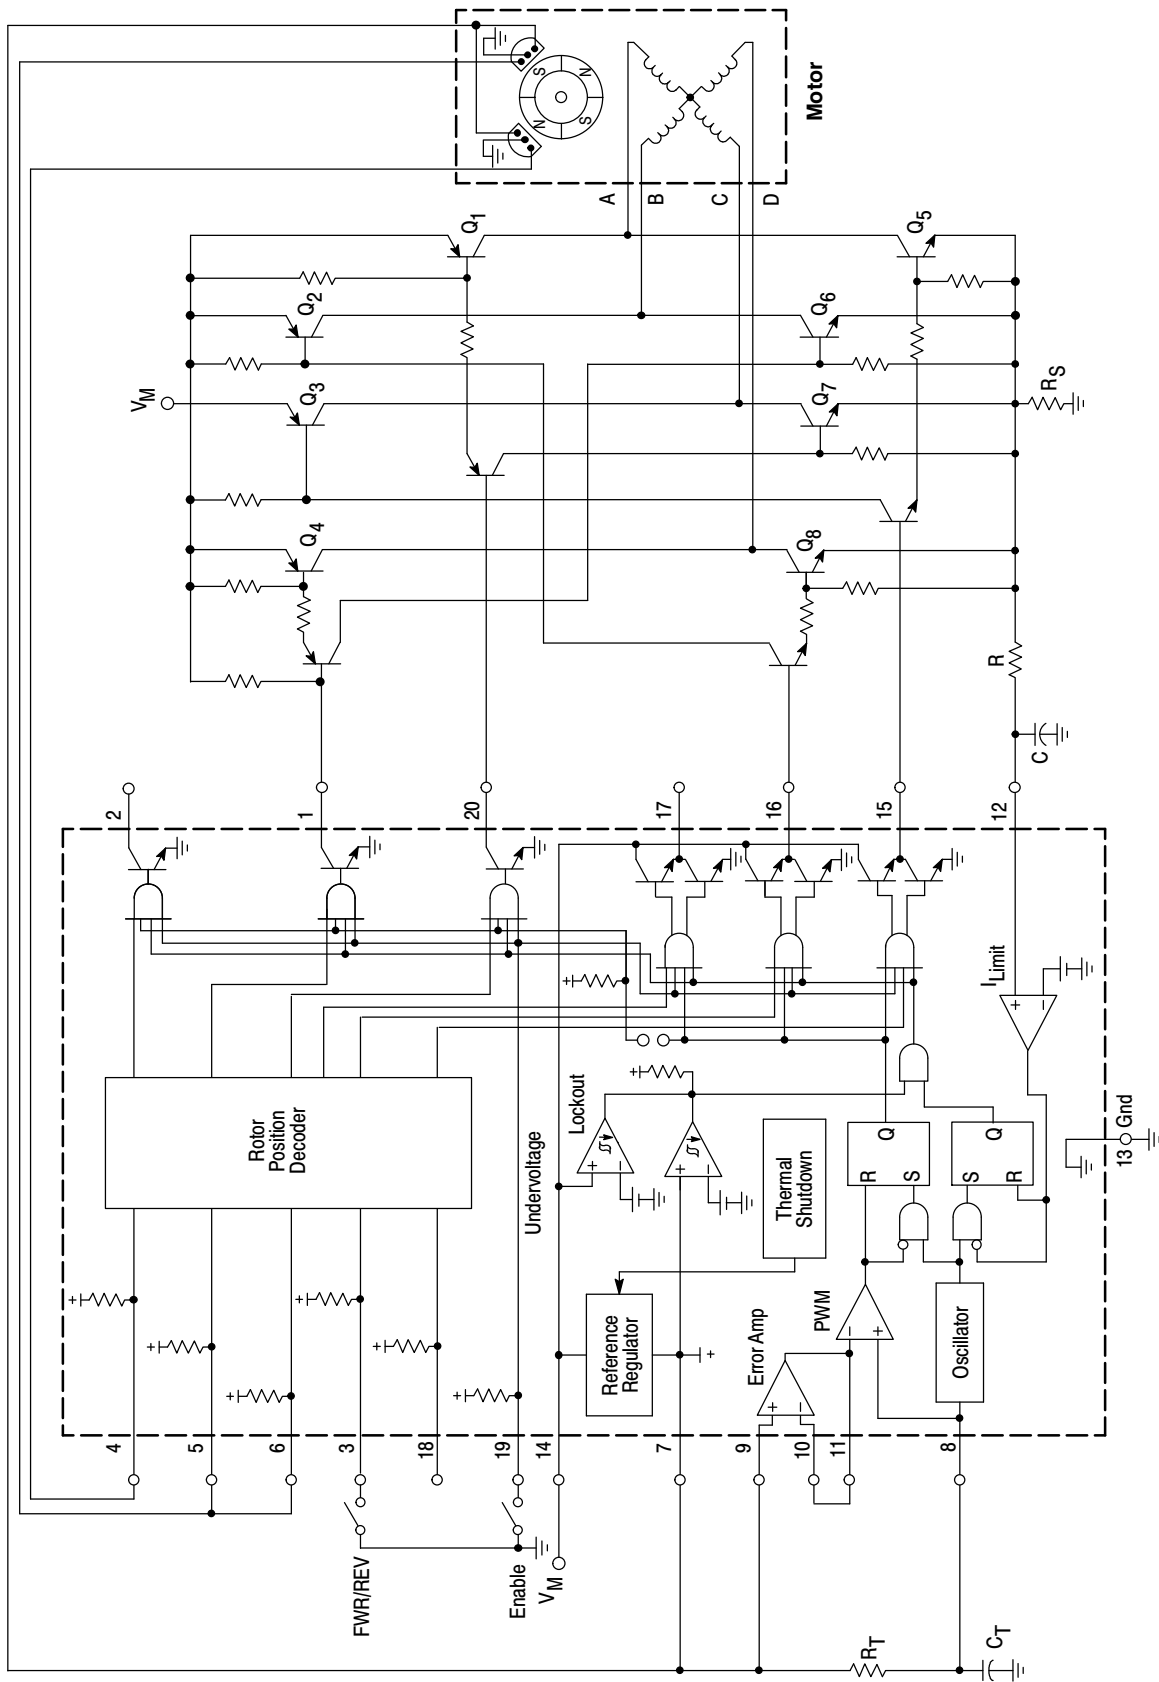 Motor
S
N
N
S
A
B
C
D
Q1
Q5
Q2
Q6
VM
Q3
Q7
RS
Q4
Q8
R
C
2
1
20
17
16
15
12
ILimit
+
−
Rotor
Position
Decoder
+
+
+
+
+
+
+
+
Undervoltage
Lockout
+
−
+
−
Thermal
Shutdown
Reference
Regulator
+
Error Amp
+
−
PWM
−
+
Oscillator
R
Q
S
S
Q
R
13
Gnd
4
5
6
3
18
19
14
7
9
10
11
8
FWR/REV
Enable
VM
RT
CT